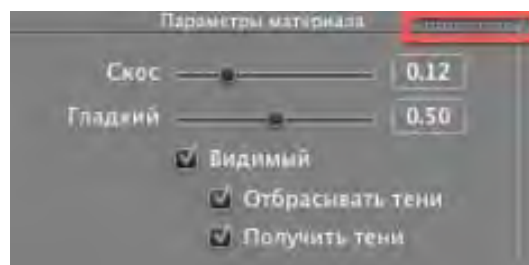 Параметры материала
Скос 0.12
Гладкий 0.50
Видимый
Отбрасывать тени
Получить тени